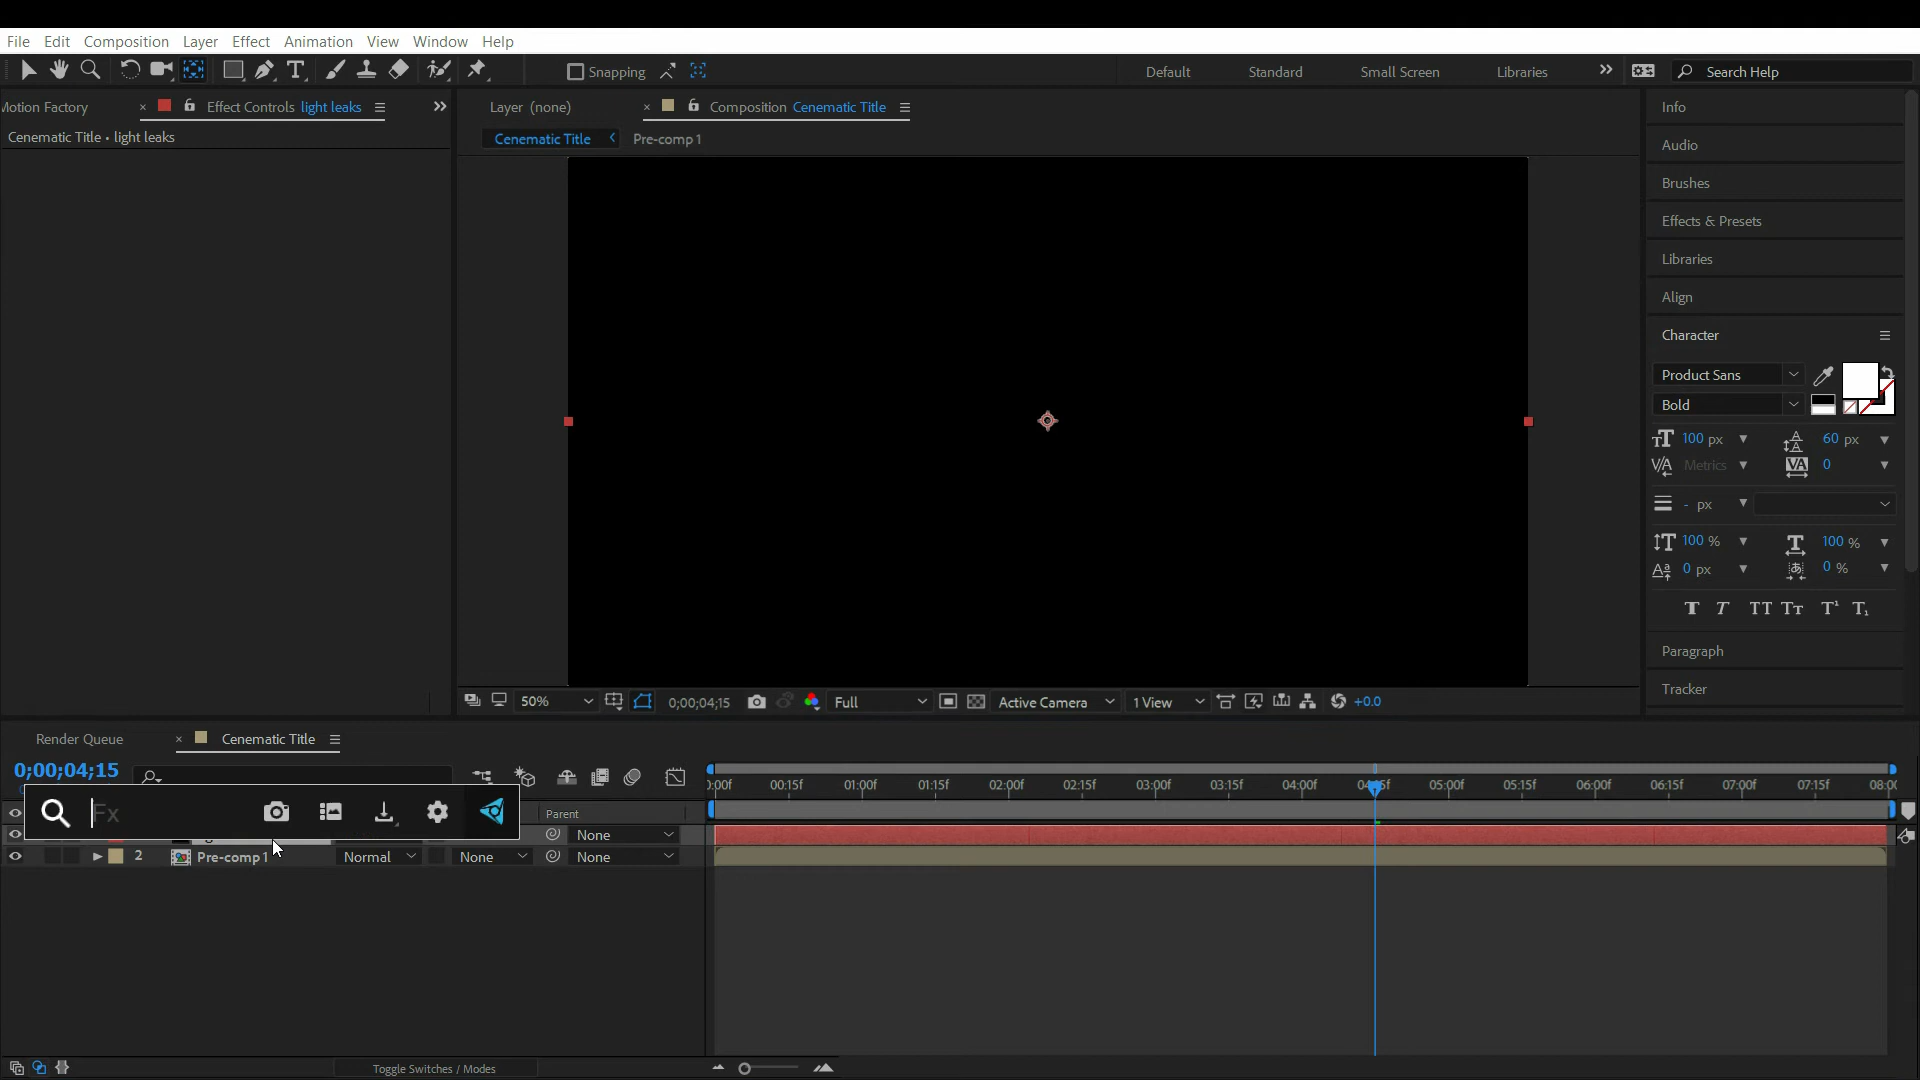 File Edit Composition Layer Effect Animation View Window Help
Snapping Default Standard Small Screen Libraries Search Help
Motion Factory Effect Controls light leaks
Layer (none) Composition Cenematic Title
Cenematic Title • light leaks
Cenematic Title Pre-comp 1
Info
Audio
Brushes
Effects & Presets
Libraries
Align
Character
Product Sans
Bold
100 px 60 px
Metrics 0
- px
100 % 100 %
0 px 0 %
Paragraph
Tracker
50% 0;00;04;15 Full Active Camera 1 View +0.0
Render Queue Cenematic Title
0;00;04;15
:00f 00:15f 01:00f 01:15f 02:00f 02:15f 03:00f 03:15f 04:00f 04:15f 05:00f 05:15f 06:00f 06:15f 07:00f 07:15f 08:00f
Fx Parent
None
2 Pre-comp 1 Normal None None
Toggle Switches / Modes